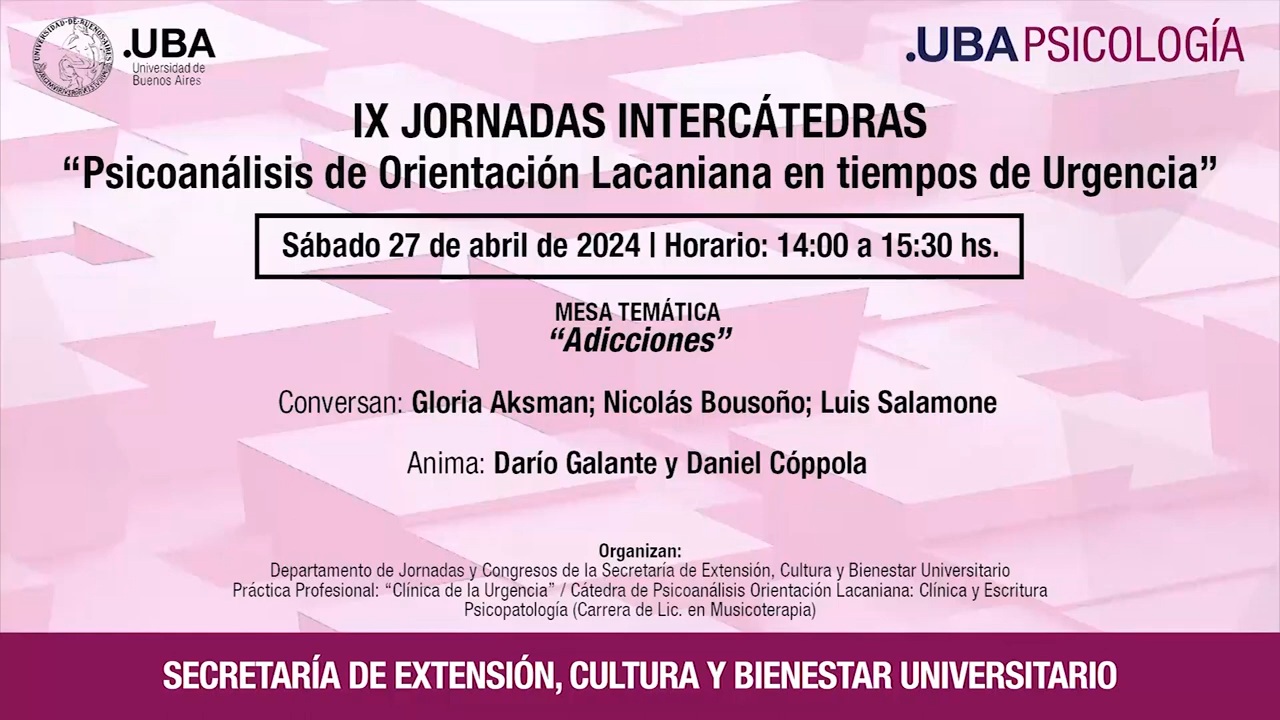 .UBA
Universidad de
Buenos Aires
.UBAPSICOLOGÍA
IX JORNADAS INTERCÁTEDRAS
“Psicoanálisis de Orientación Lacaniana en tiempos de Urgencia”
Sábado 27 de abril de 2024 | Horario: 14:00 a 15:30 hs.
MESA TEMÁTICA
“Adicciones”
Conversan: Gloria Aksman; Nicolás Bousoño; Luis Salamone
Anima: Darío Galante y Daniel Cóppola
Organizan:
Departamento de Jornadas y Congresos de la Secretaría de Extensión, Cultura y Bienestar Universitario
Práctica Profesional: “Clínica de la Urgencia” / Cátedra de Psicoanálisis Orientación Lacaniana: Clínica y Escritura
Psicopatología (Carrera de Lic. en Musicoterapia)
SECRETARÍA DE EXTENSIÓN, CULTURA Y BIENESTAR UNIVERSITARIO